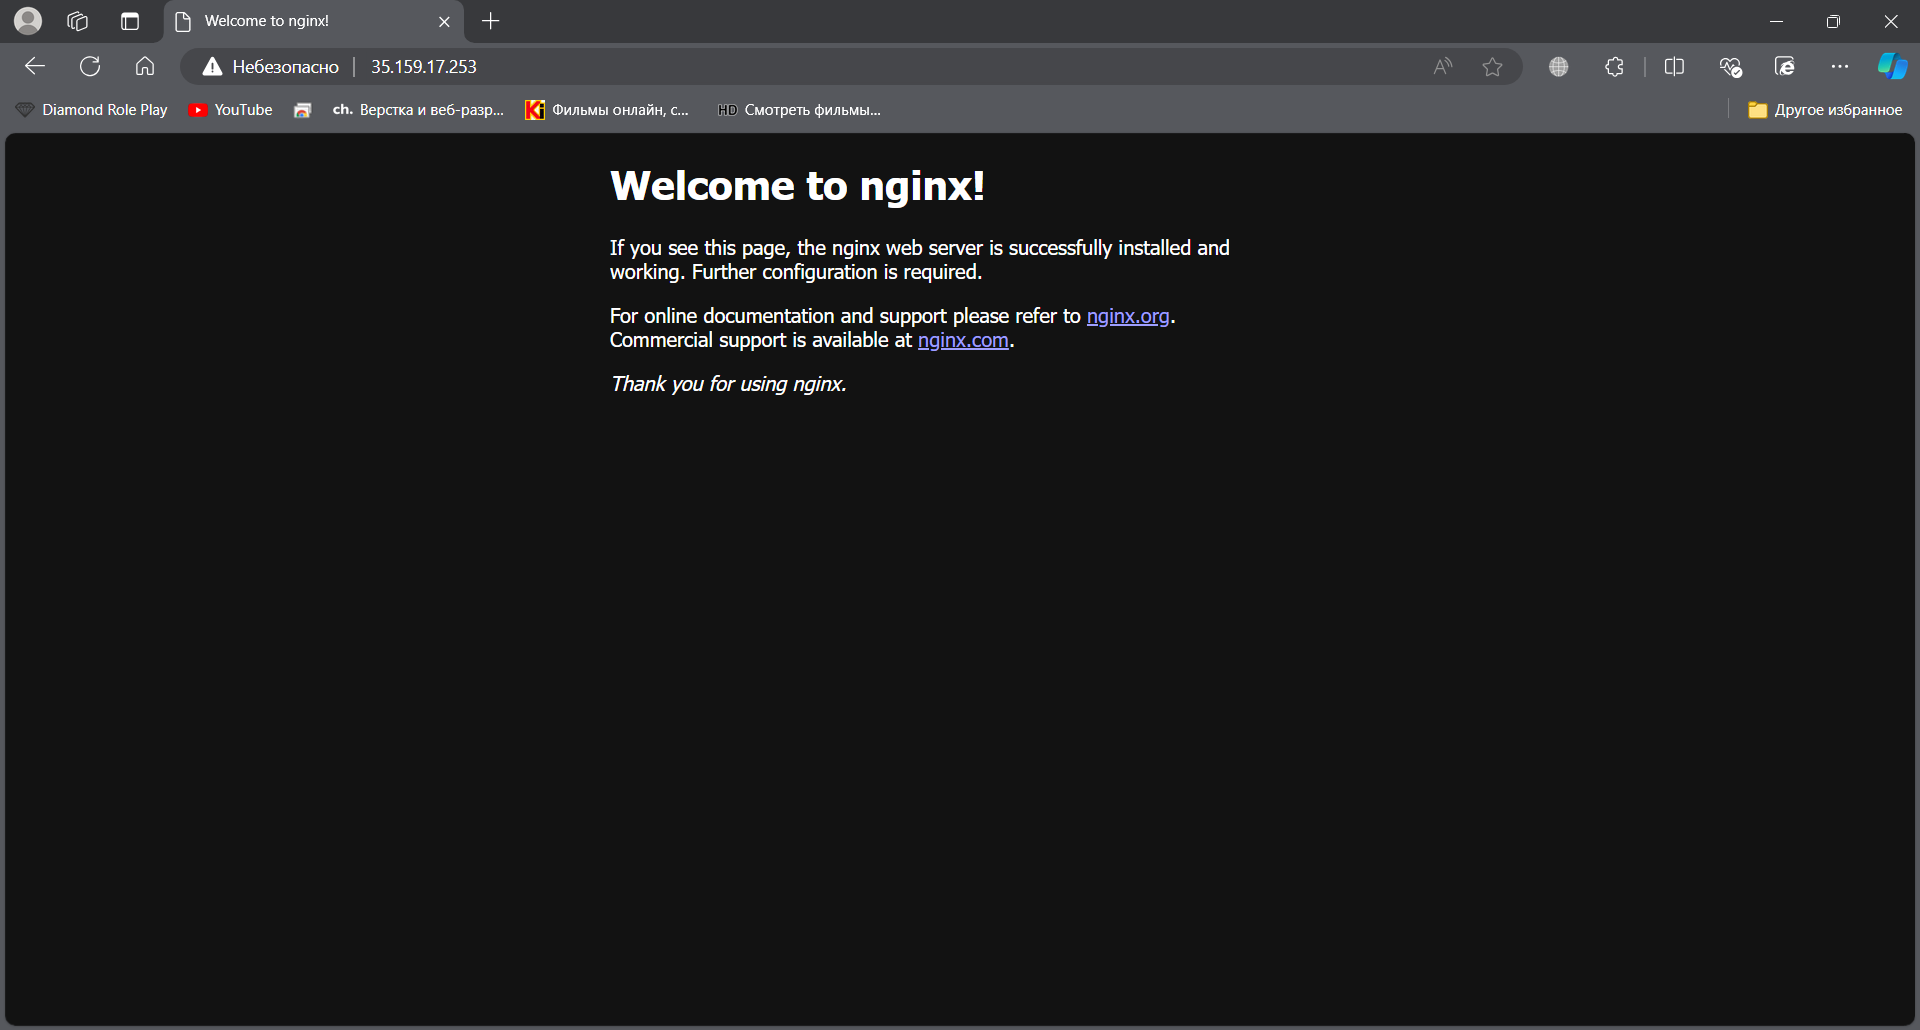 Welcome to nginx!
Небезопасно
35.159.17.253
Diamond Role Play
YouTube
ch. Верстка и веб-разр...
Ki Фильмы онлайн, с...
HD Смотреть фильмы...
Другое избранное
Welcome to nginx!
If you see this page, the nginx web server is successfully installed and
working. Further configuration is required.
For online documentation and support please refer to nginx.org.
Commercial support is available at nginx.com.
Thank you for using nginx.